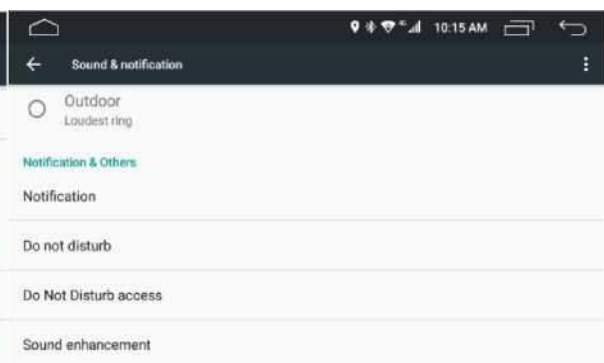 10:15 AM
Sound & notification
Outdoor
Loudest ring
Notification & Others
Notification
Do not disturb
Do Not Disturb access
Sound enhancement